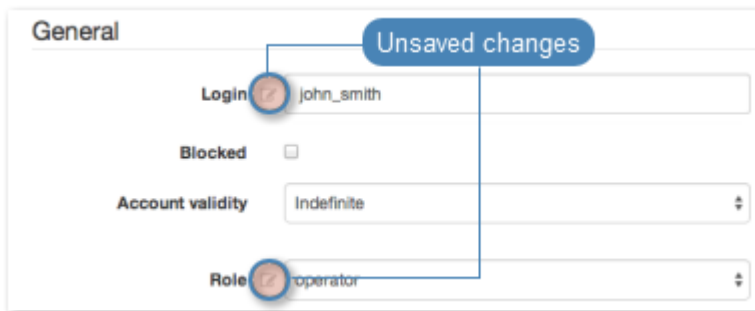 General
Unsaved changes
Login john_smith
Blocked
Account validity Indefinite
Role operator